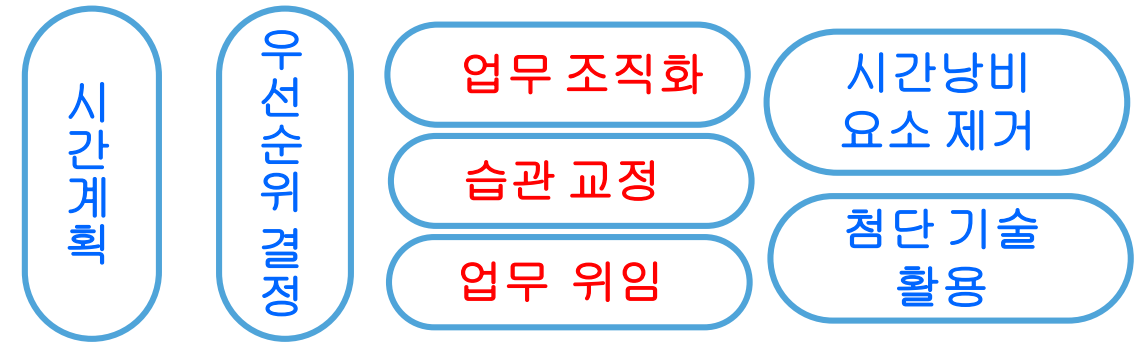 시간계획
우선순위 결정
업무 조직화
습관 교정
업무 위임
시간낭비
요소 제거
첨단 기술
활용